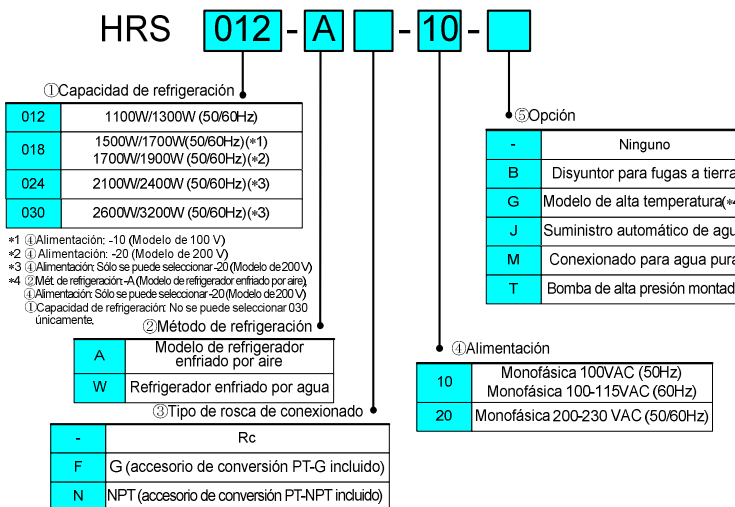 HRS 012 - A - 10 -
①Capacidad de refrigeración
012 1100W/1300W (50/60Hz)
018 1500W/1700W(50/60Hz)(*1)
1700W/1900W (50/60Hz)(*2)
024 2100W/2400W (50/60Hz)(*3)
030 2600W/3200W (50/60Hz)(*3)
*1 ④Alimentación: -10 (Modelo de 100 V)
*2 ④Alimentación: -20 (Modelo de 200 V)
*3 ④Alimentación: Sólo se puede seleccionar -20 (Modelo de 200 V)
*4 ②Mét. de refrigeración: -A (Modelo de refrigerador enfriado por aire),
④Alimentación: Sólo se puede seleccionar -20 (Modelo de 200 V)
①Capacidad de refrigeración: No se puede seleccionar 030
únicamente.
②Método de refrigeración
A Modelo de refrigerador
enfriado por aire
W Refrigerador enfriado por agua
③Tipo de rosca de conexionado
- Rc
F G (accesorio de conversión PT-G incluido)
N NPT (accesorio de conversión PT-NPT incluido)
④Alimentación
10 Monofásica 100VAC (50Hz)
Monofásica 100-115VAC (60Hz)
20 Monofásica 200-230 VAC (50/60Hz)
⑤Opción
- Ninguno
B Disyuntor para fugas a tierra
G Modelo de alta temperatura(*4
J Suministro automático de agu
M Conexionado para agua pura
T Bomba de alta presión montad